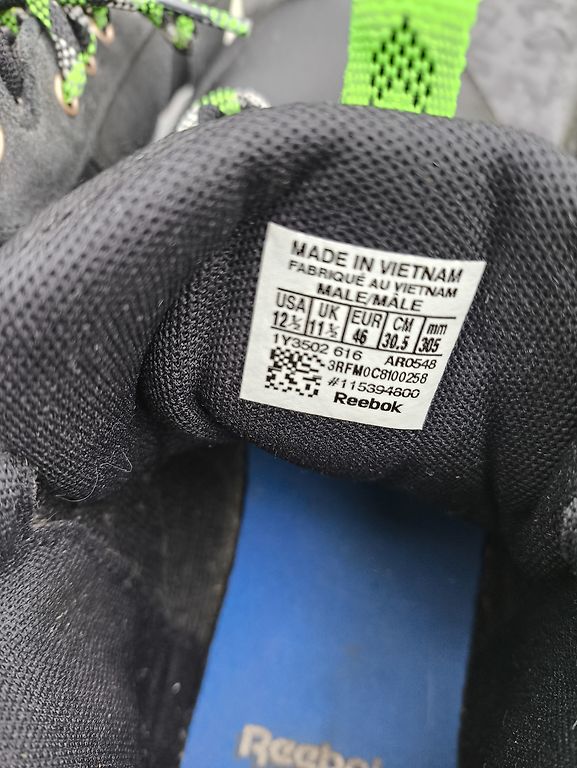 MADE IN VIETNAM
FABRIQUÉ AU VIETNAM
MALE/MÂLE
USA UK EUR CM mm
12½ 11½ 46 30.5 305
1Y3502 616 AR0548
3RFM0C8100258
#115394800
Reebok
Reebok